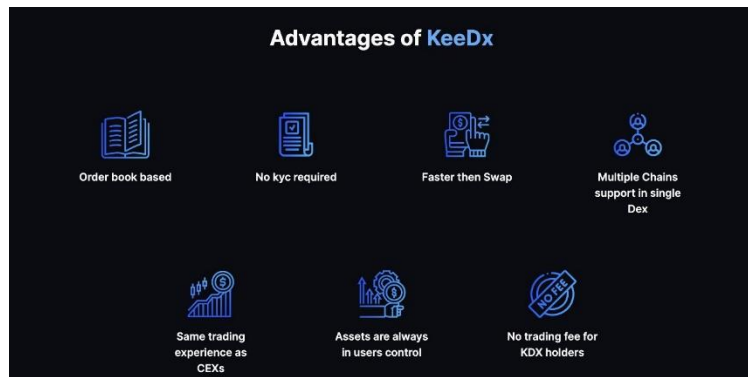 Advantages of KeeDx
Order book based
No kyc required
Faster then Swap
Multiple Chains
support in single
Dex
Same trading
experience as
CEXs
Assets are always
in users control
NO FEE
No trading fee for
KDX holders